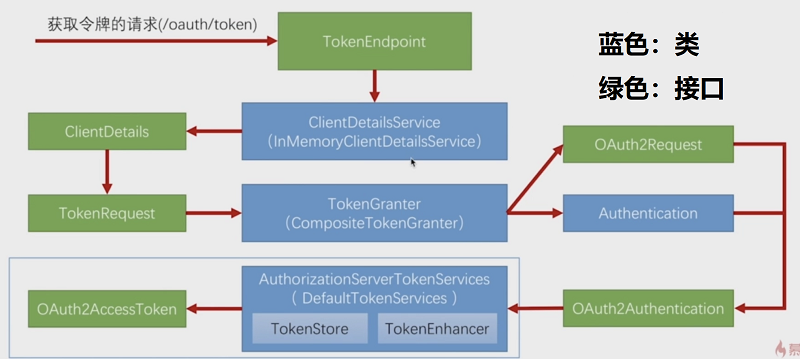 获取令牌的请求(/oauth/token)
TokenEndpoint
蓝色：类
绿色：接口
ClientDetailsService
（InMemoryClientDetailsService）
ClientDetails
OAuth2Request
TokenRequest
TokenGranter
（CompositeTokenGranter）
Authentication
AuthorizationServerTokenServices
（ DefaultTokenServices ）
TokenStore
TokenEnhancer
OAuth2AccessToken
OAuth2Authentication